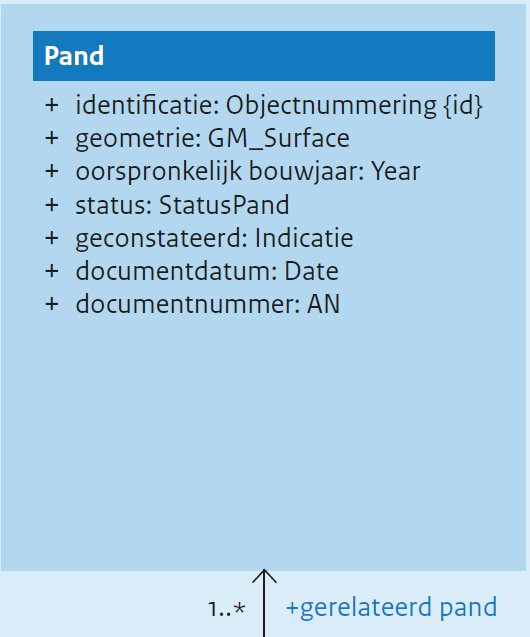 Pand
+ identificatie: Objectnummering {id}
+ geometrie: GM_Surface
+ oorspronkelijk bouwjaar: Year
+ status: StatusPand
+ geconstateerd: Indicatie
+ documentdatum: Date
+ documentnummer: AN
1..* +gerelateerd pand